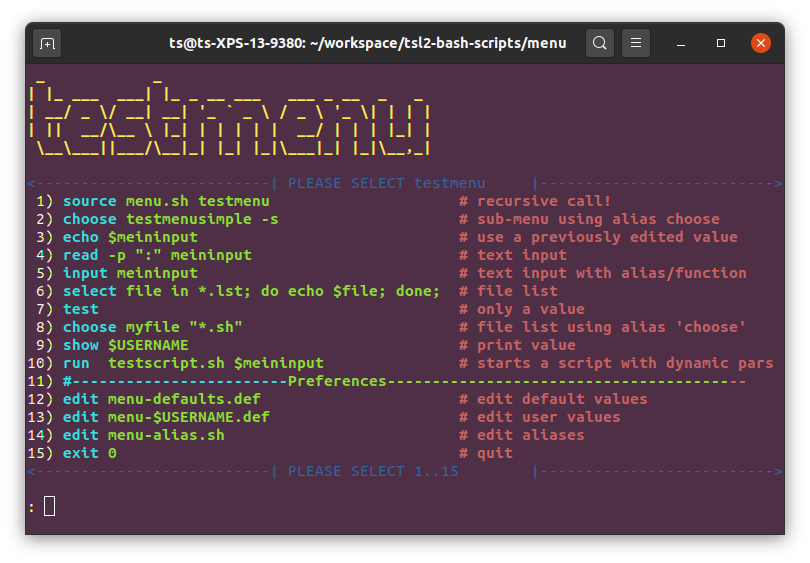 ts@ts-XPS-13-9380: ~/workspace/tsl2-bash-scripts/menu
testmenu
<--------------------------| PLEASE SELECT testmenu     |-------------------------->
1) source menu.sh testmenu                     # recursive call!
2) choose testmenusimple -s                    # sub-menu using alias choose
3) echo $meininput                             # use a previously edited value
4) read -p ":" meininput                       # text input
5) input meininput                             # text input with alias/function
6) select file in *.lst; do echo $file; done;  # file list
7) test                                        # only a value
8) choose myfile "*.sh"                        # file list using alias 'choose'
9) show $USERNAME                              # print value
10) run  testscript.sh $meininput               # starts a script with dynamic pars
11) #------------------------Preferences----------------------------------------
12) edit menu-defaults.def                      # edit default values
13) edit menu-$USERNAME.def                     # edit user values
14) edit menu-alias.sh                          # edit aliases
15) exit 0                                      # quit
<--------------------------| PLEASE SELECT 1..15        |-------------------------->
: